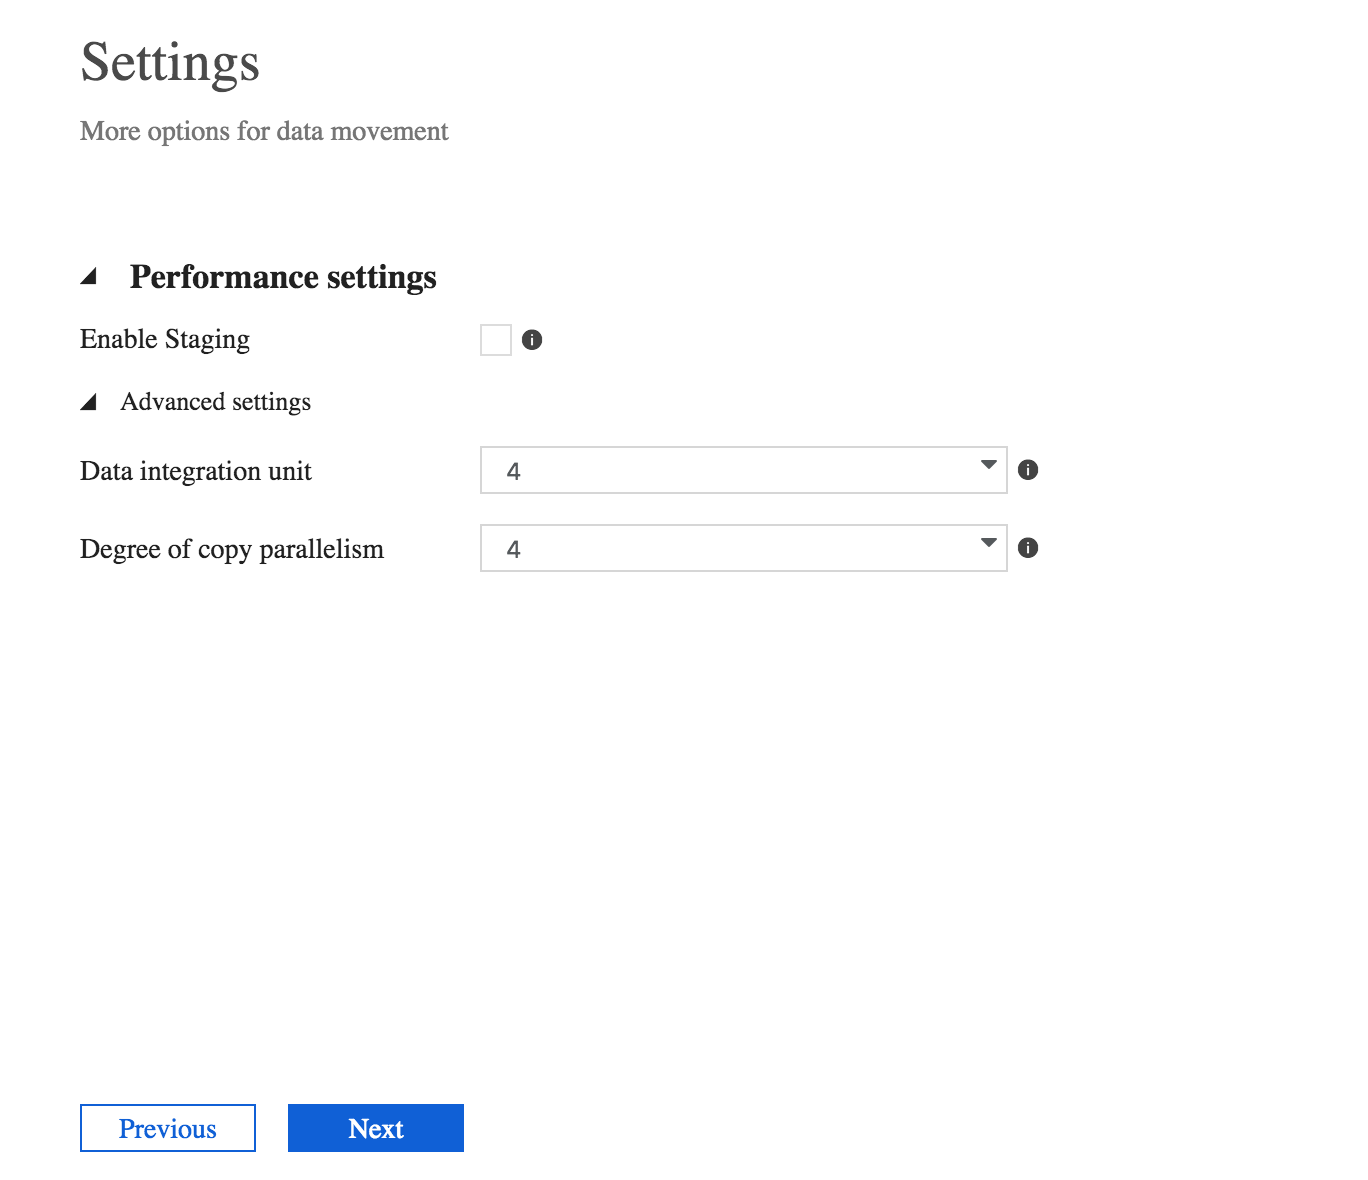 Settings
More options for data movement
Performance settings
Enable Staging
Advanced settings
Data integration unit
4
Degree of copy parallelism
4
Previous
Next